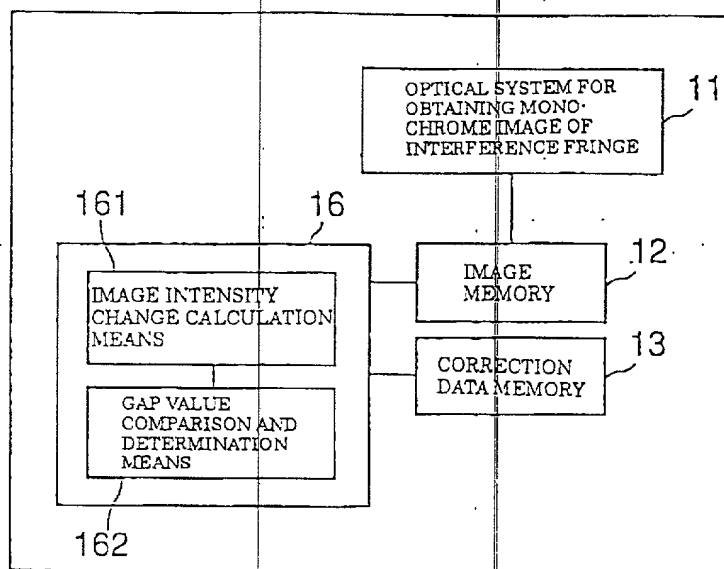 OPTICAL SYSTEM FOR
OBTAINING MONO-
CHROME IMAGE OF
INTERFERENCE FRINGE
11
161
16
IMAGE INTENSITY
CHANGE CALCULATION
MEANS
IMAGE
MEMORY
12
GAP VALUE
COMPARISON AND
DETERMINATION
MEANS
CORRECTION
DATA MEMORY
13
162